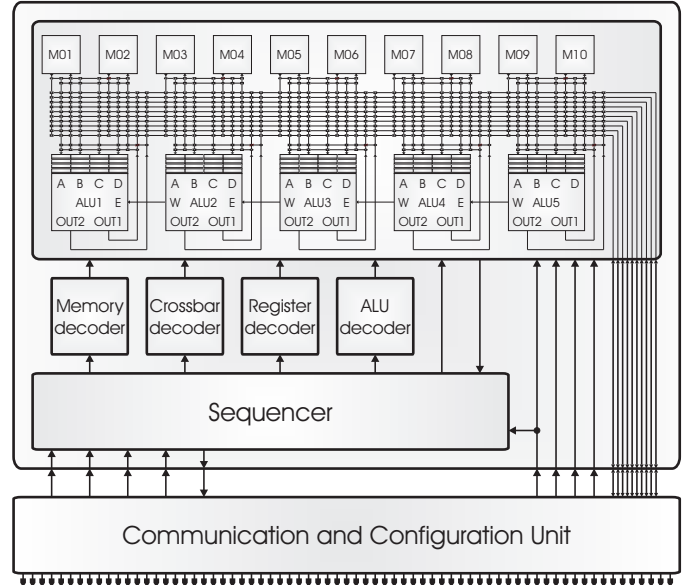 M01 M02 M03 M04 M05 M06 M07 M08 M09 M10
A B C D A B C D A B C D A B C D A B C D
ALU1 E W ALU2 E W ALU3 E W ALU4 E W ALU5
OUT2 OUT1 OUT2 OUT1 OUT2 OUT1 OUT2 OUT1 OUT2 OUT1
Memory decoder
Crossbar decoder
Register decoder
ALU decoder
Sequencer
Communication and Configuration Unit